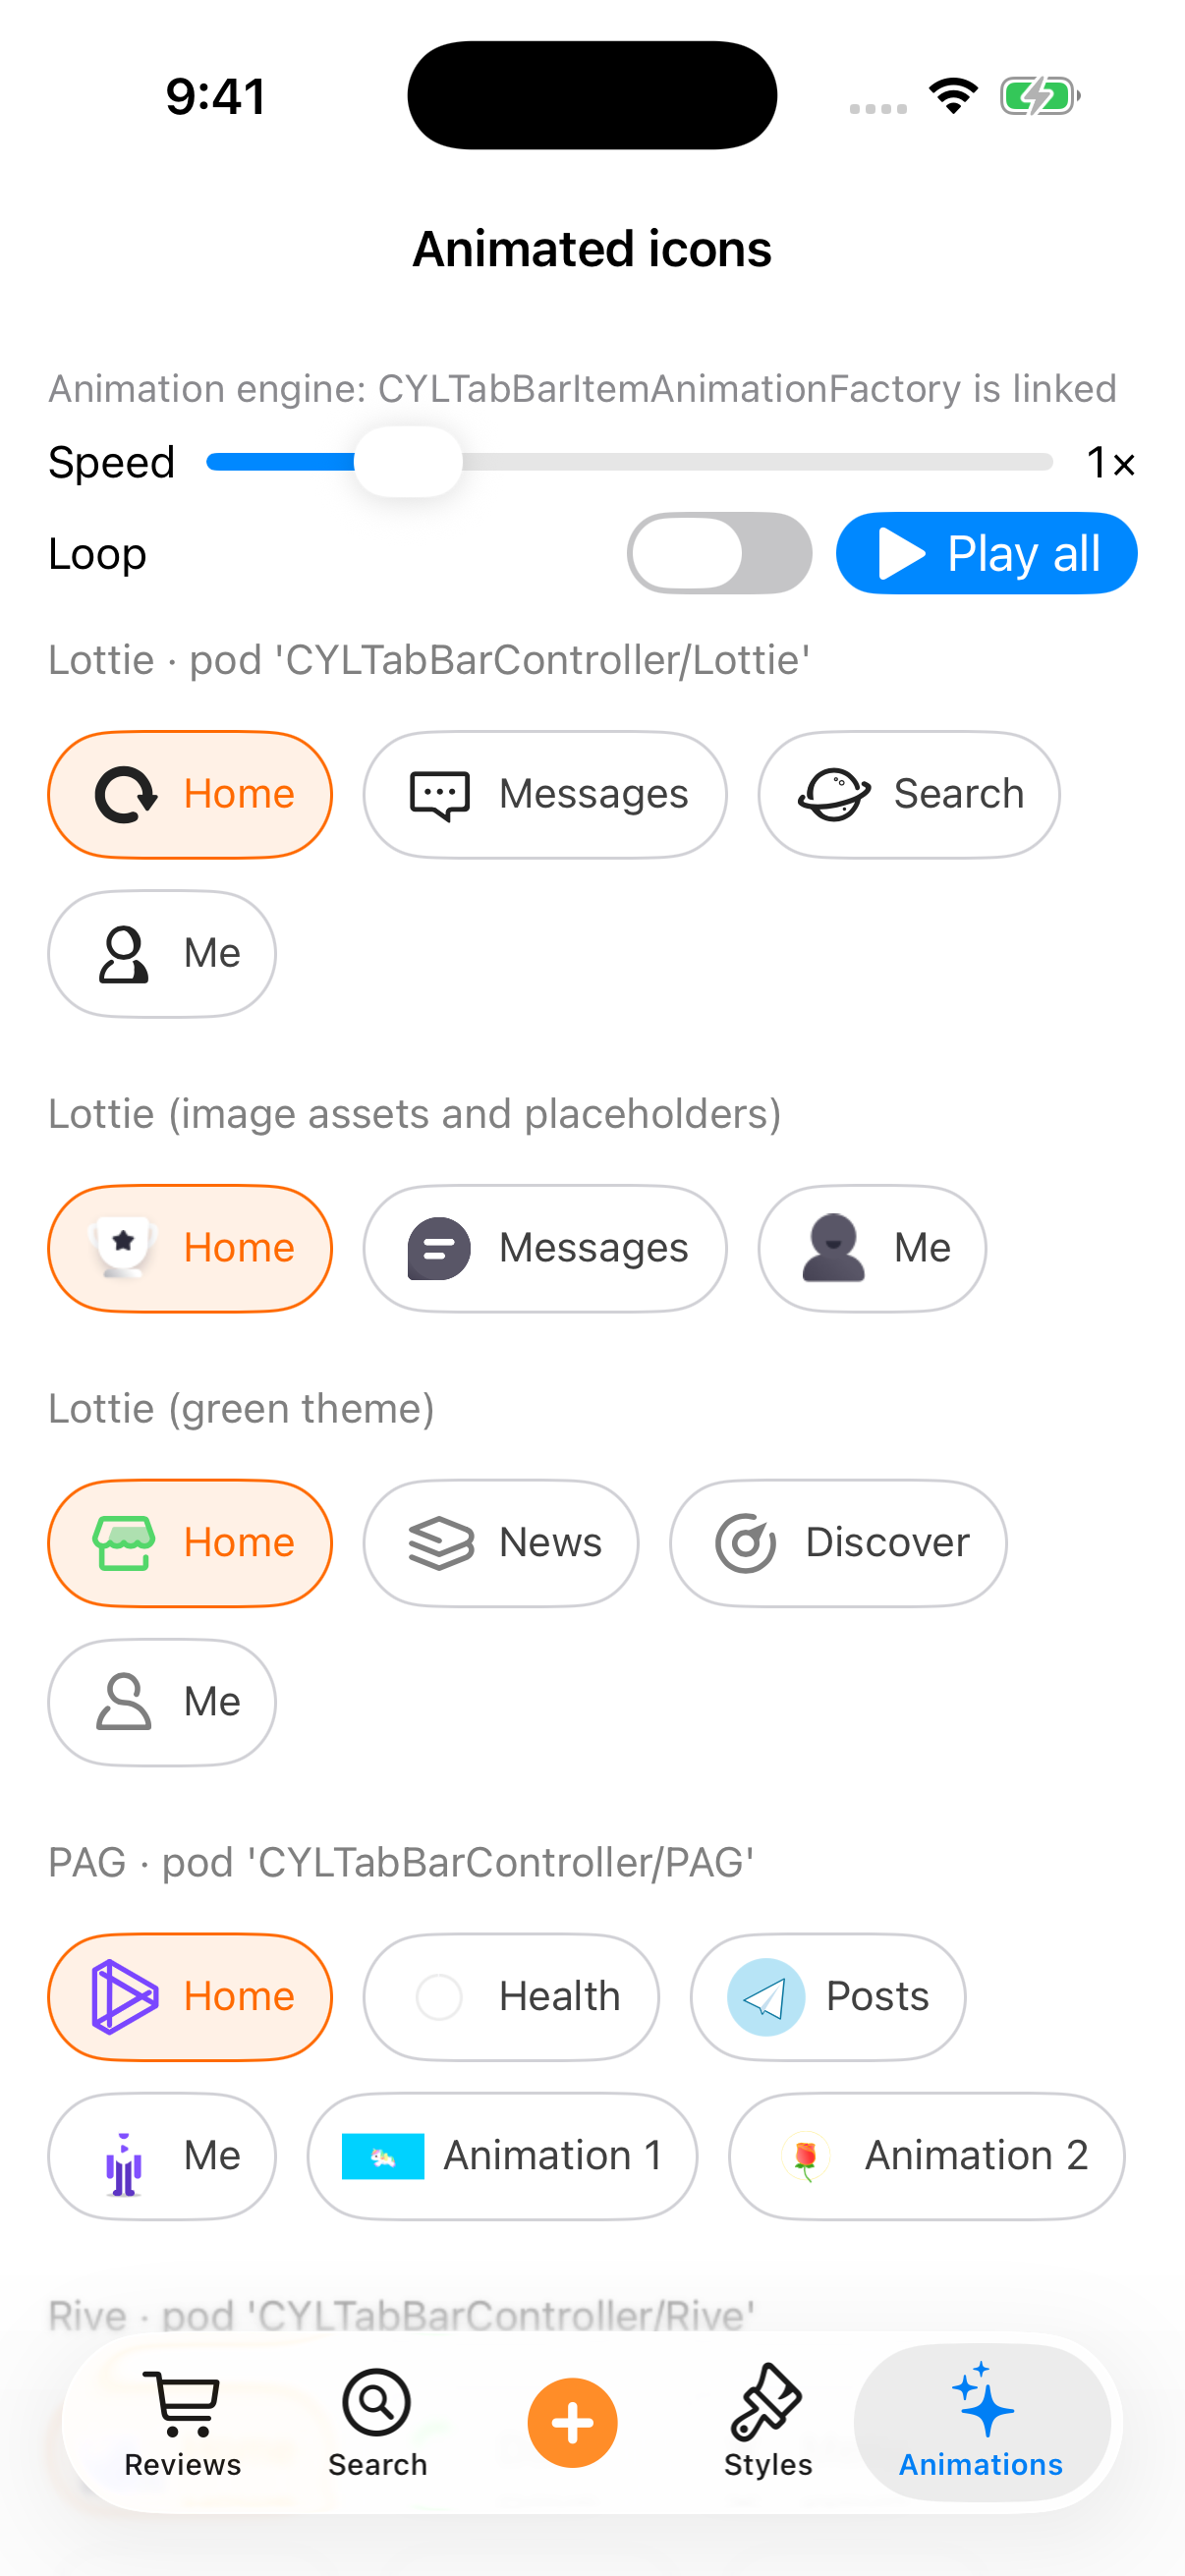 9:41
Animated icons
Animation engine: CYLTabBarItemAnimationFactory is linked
Speed 1×
Loop Play all
Lottie · pod 'CYLTabBarController/Lottie'
Home Messages Search
Me
Lottie (image assets and placeholders)
Home Messages Me
Lottie (green theme)
Home News Discover
Me
PAG · pod 'CYLTabBarController/PAG'
Home Health Posts
Me Animation 1 Animation 2
Rive · pod 'CYLTabBarController/Rive'
Reviews Search Styles Animations